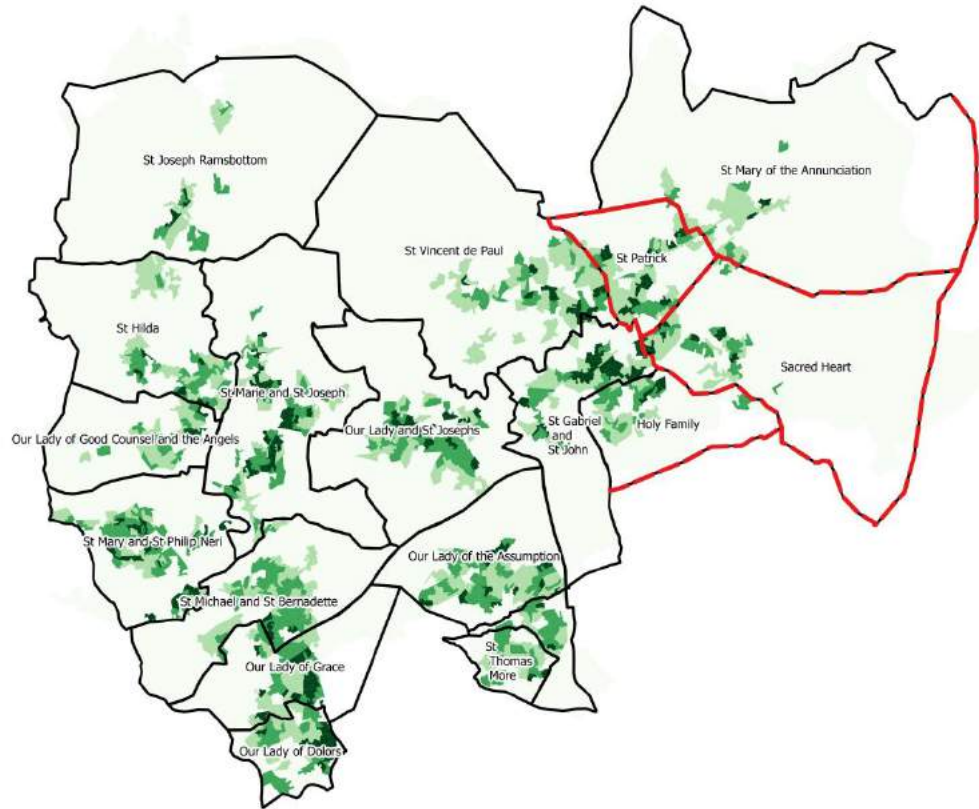 St Joseph Ramsbottom
St Mary of the Annunciation
St Vincent de Paul
St Patrick
St Hilda
Sacred Heart
St Marie and St Joseph
Our Lady of Good Counsel and the Angels
Our Lady and St Josephs
St Gabriel
and
St John
Holy Family
St Mary and St Philip Neri
Our Lady of the Assumption
St Michael and St Bernadette
St
Thomas
More
Our Lady of Grace
Our Lady of Dolors